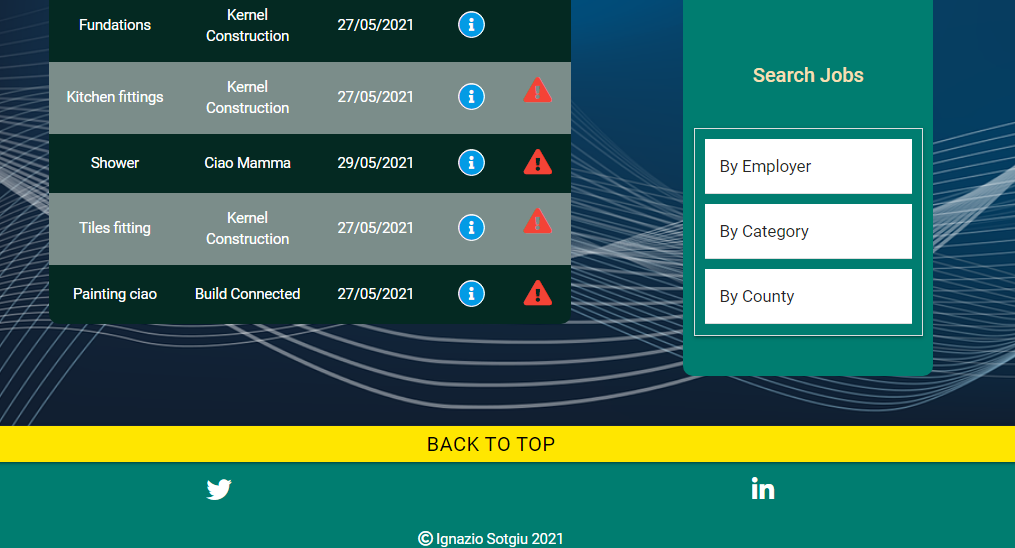 Fundations
Kernel
Construction
27/05/2021
Kitchen fittings
Kernel
Construction
27/05/2021
Shower
Ciao Mamma
29/05/2021
Tiles fitting
Kernel
Construction
27/05/2021
Painting ciao
Build Connected
27/05/2021
Search Jobs
By Employer
By Category
By County
BACK TO TOP
© Ignazio Sotgiu 2021